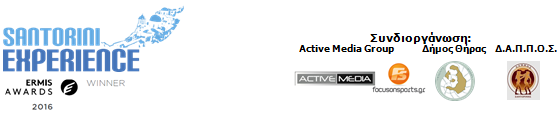 SANTORINI
EXPERIENCE
ERMIS
AWARDS
WINNER
2016
Συνδιοργάνωση:
Active Media Group Δήμος Θήρας Δ.Α.Π.Π.Ο.Σ.
ACTIVE MEDIA
focusonsports.gr